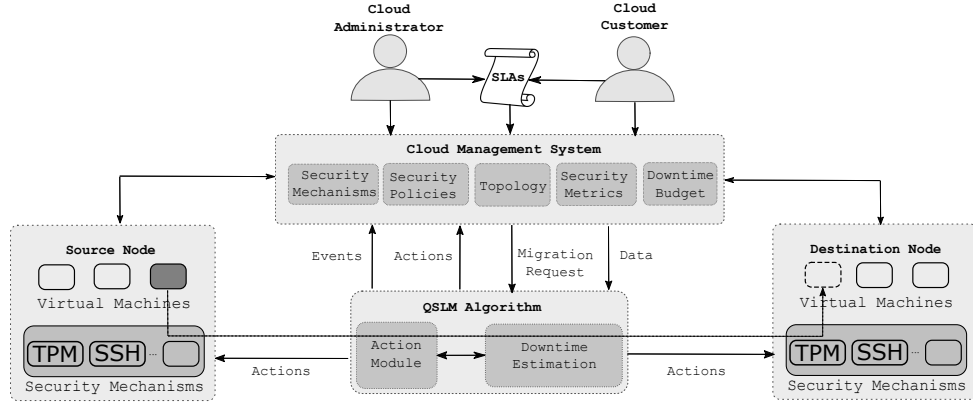 Cloud
Administrator
Cloud
Customer
SLAs
Cloud Management System
Security
Mechanisms
Security
Policies
Topology
Security
Metrics
Downtime
Budget
Source Node
Virtual Machines
TPM SSH ...
Security Mechanisms
Events
Actions
Migration
Request
Data
Destination Node
Virtual Machines
TPM SSH ...
Security Mechanisms
QSLM Algorithm
Action
Module
Downtime
Estimation
Actions
Actions